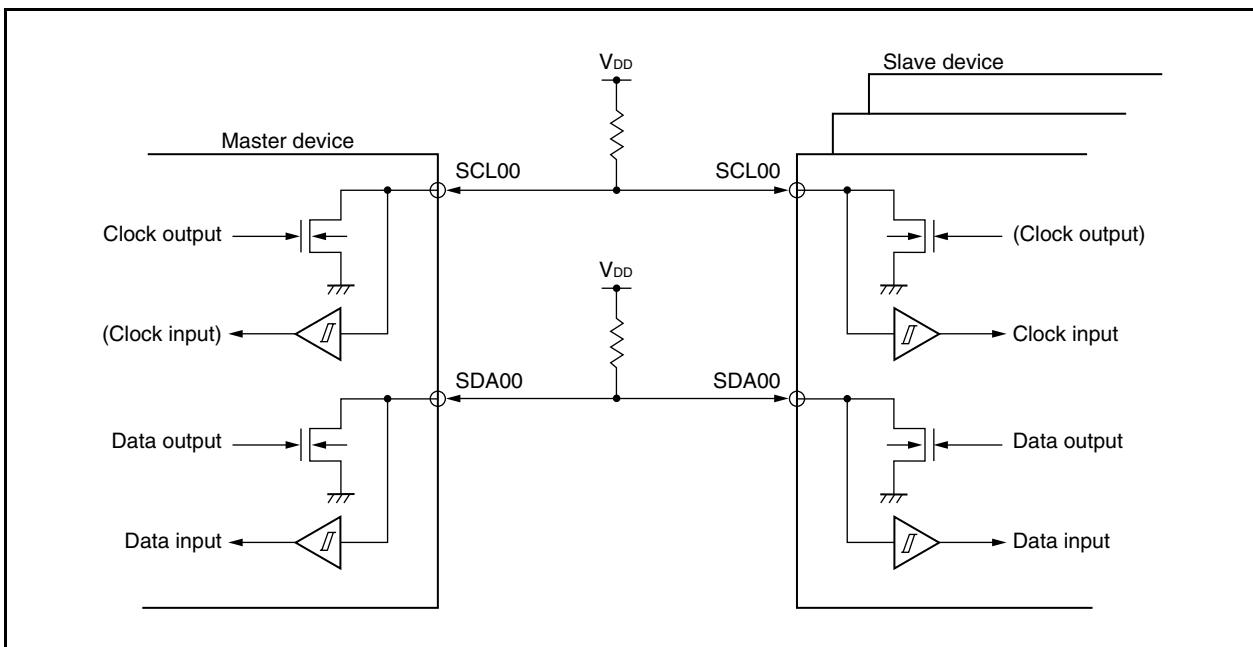 VDD
Slave device
Master device
SCL00
SCL00
Clock output
(Clock output)
VDD
(Clock input)
Clock input
SDA00
SDA00
Data output
Data output
Data input
Data input